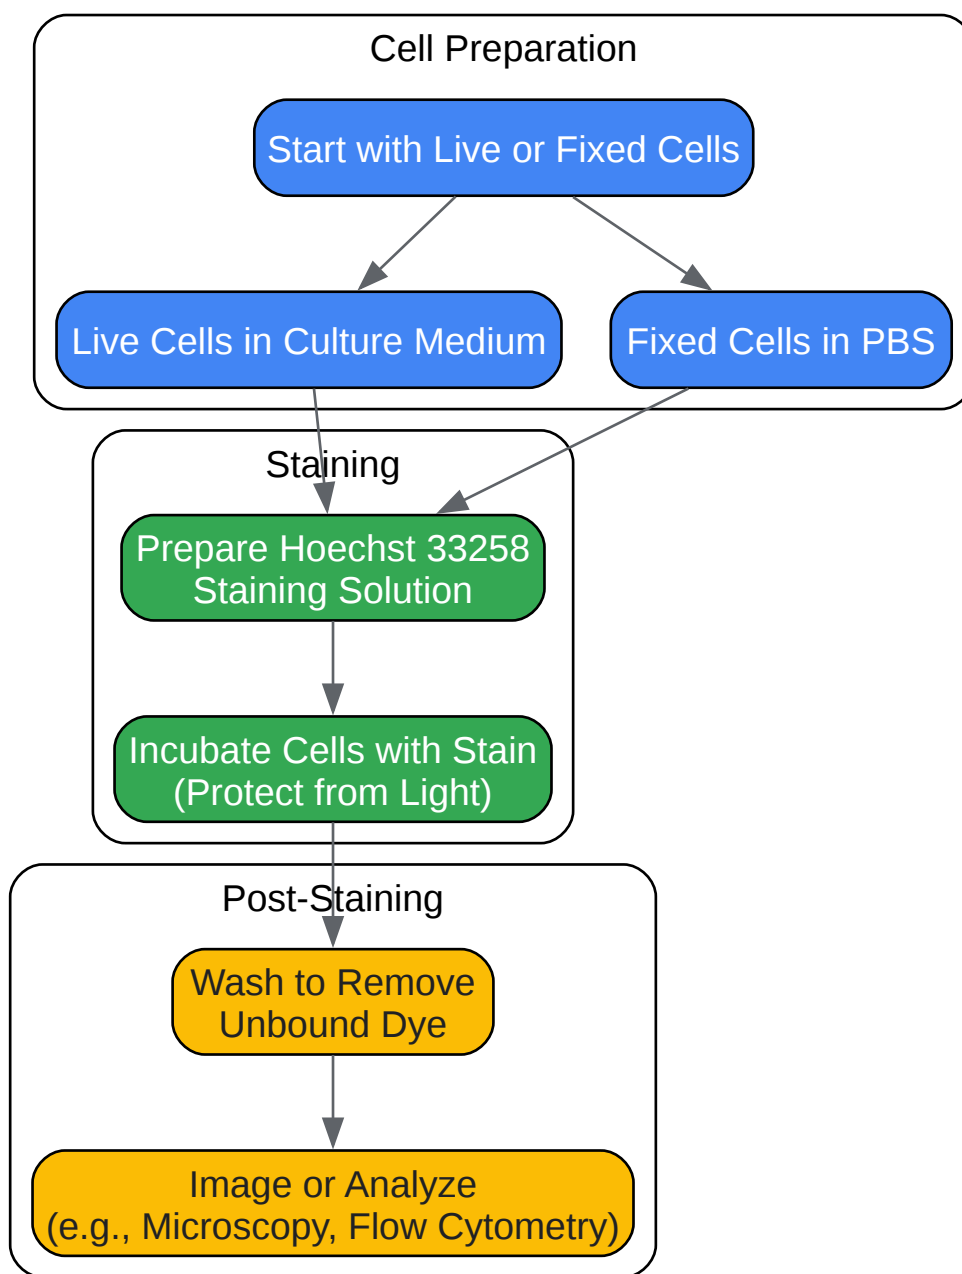 Cell Preparation
Start with Live or Fixed Cells
Live Cells in Culture Medium
Fixed Cells in PBS
Staining
Prepare Hoechst 33258
Staining Solution
Incubate Cells with Stain
(Protect from Light)
Post-Staining
Wash to Remove
Unbound Dye
Image or Analyze
(e.g., Microscopy, Flow Cytometry)